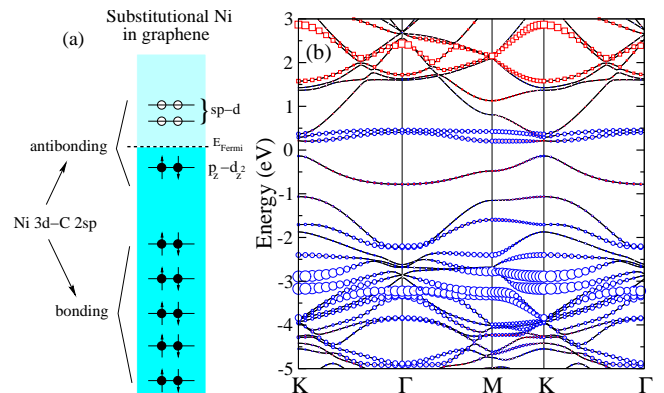 Substitutional Ni
in graphene
(a)
sp-d
E_Fermi
antibonding
p_z-d_z²
Ni 3d-C 2sp
bonding
(b)
Energy (eV)
3
2
1
0
-1
-2
-3
-4
-5
K Γ M K Γ